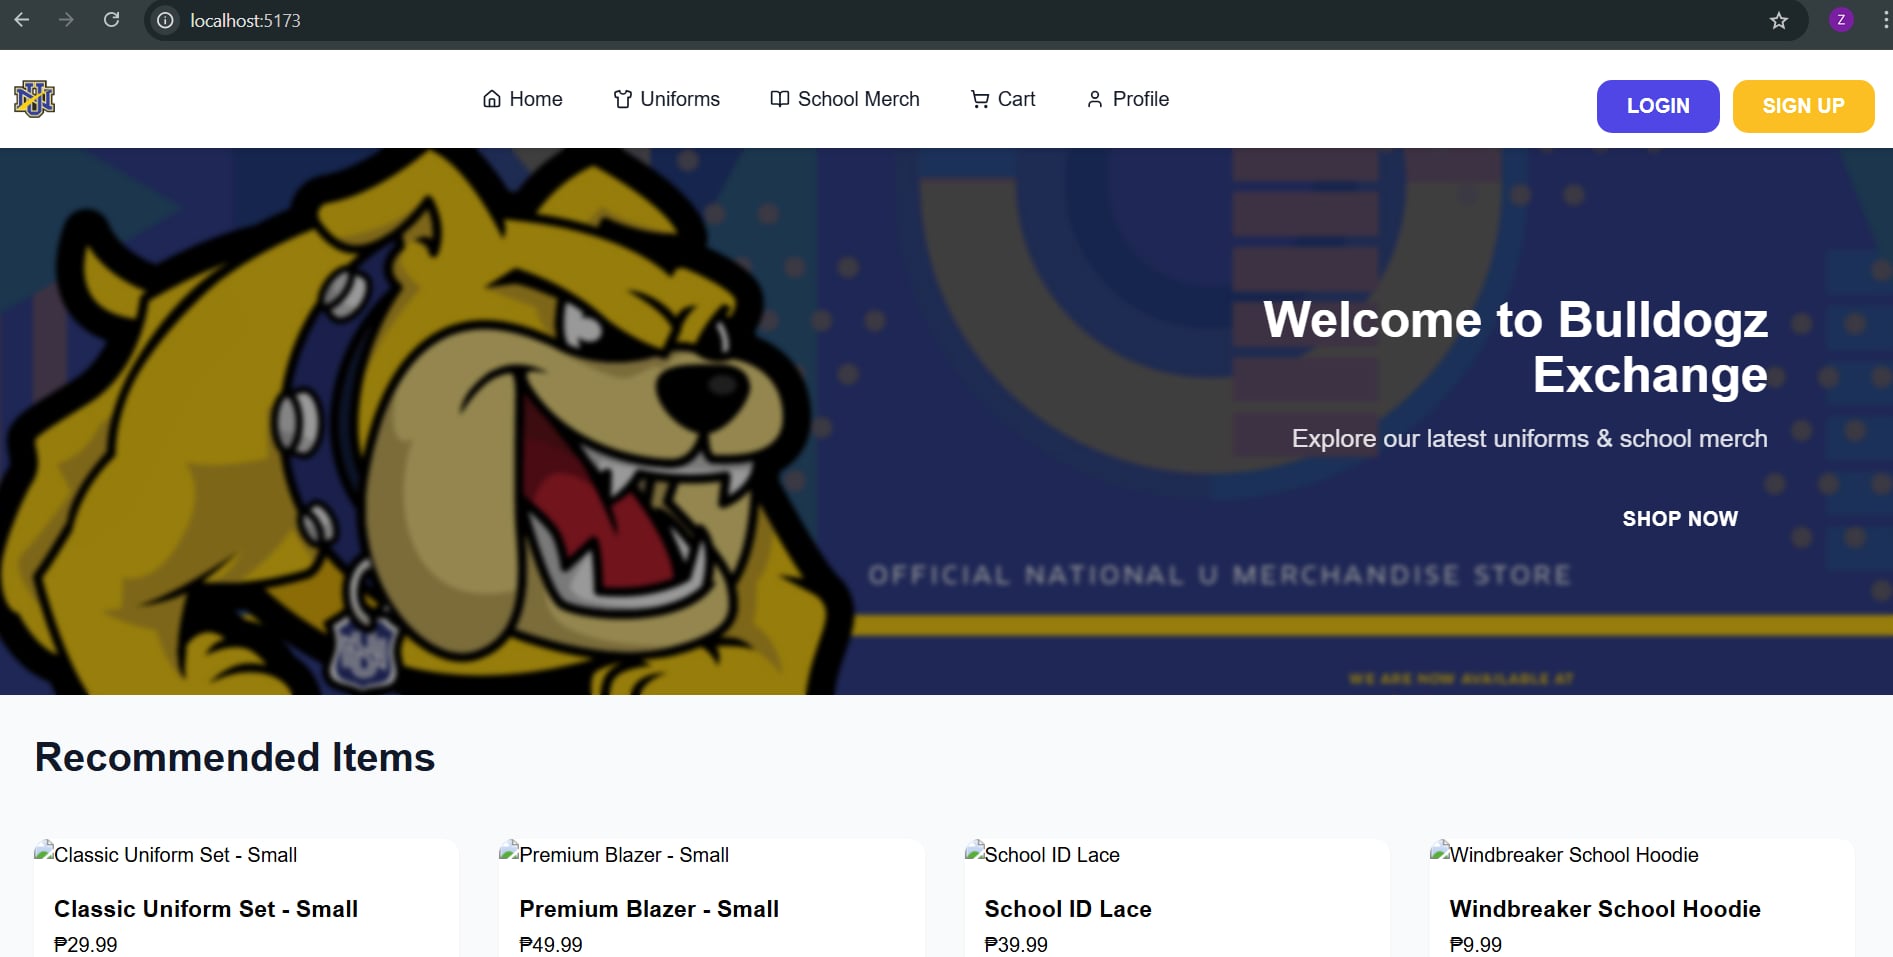 localhost:5173
Z
NU
Home Uniforms School Merch Cart Profile LOGIN SIGN UP
Welcome to Bulldogz
Exchange
Explore our latest uniforms & school merch
SHOP NOW
OFFICIAL NATIONAL U MERCHANDISE STORE
WE ARE NOW AVAILABLE AT
Recommended Items
Classic Uniform Set - Small Premium Blazer - Small School ID Lace Windbreaker School Hoodie
Classic Uniform Set - Small Premium Blazer - Small School ID Lace Windbreaker School Hoodie
₱29.99 ₱49.99 ₱39.99 ₱9.99